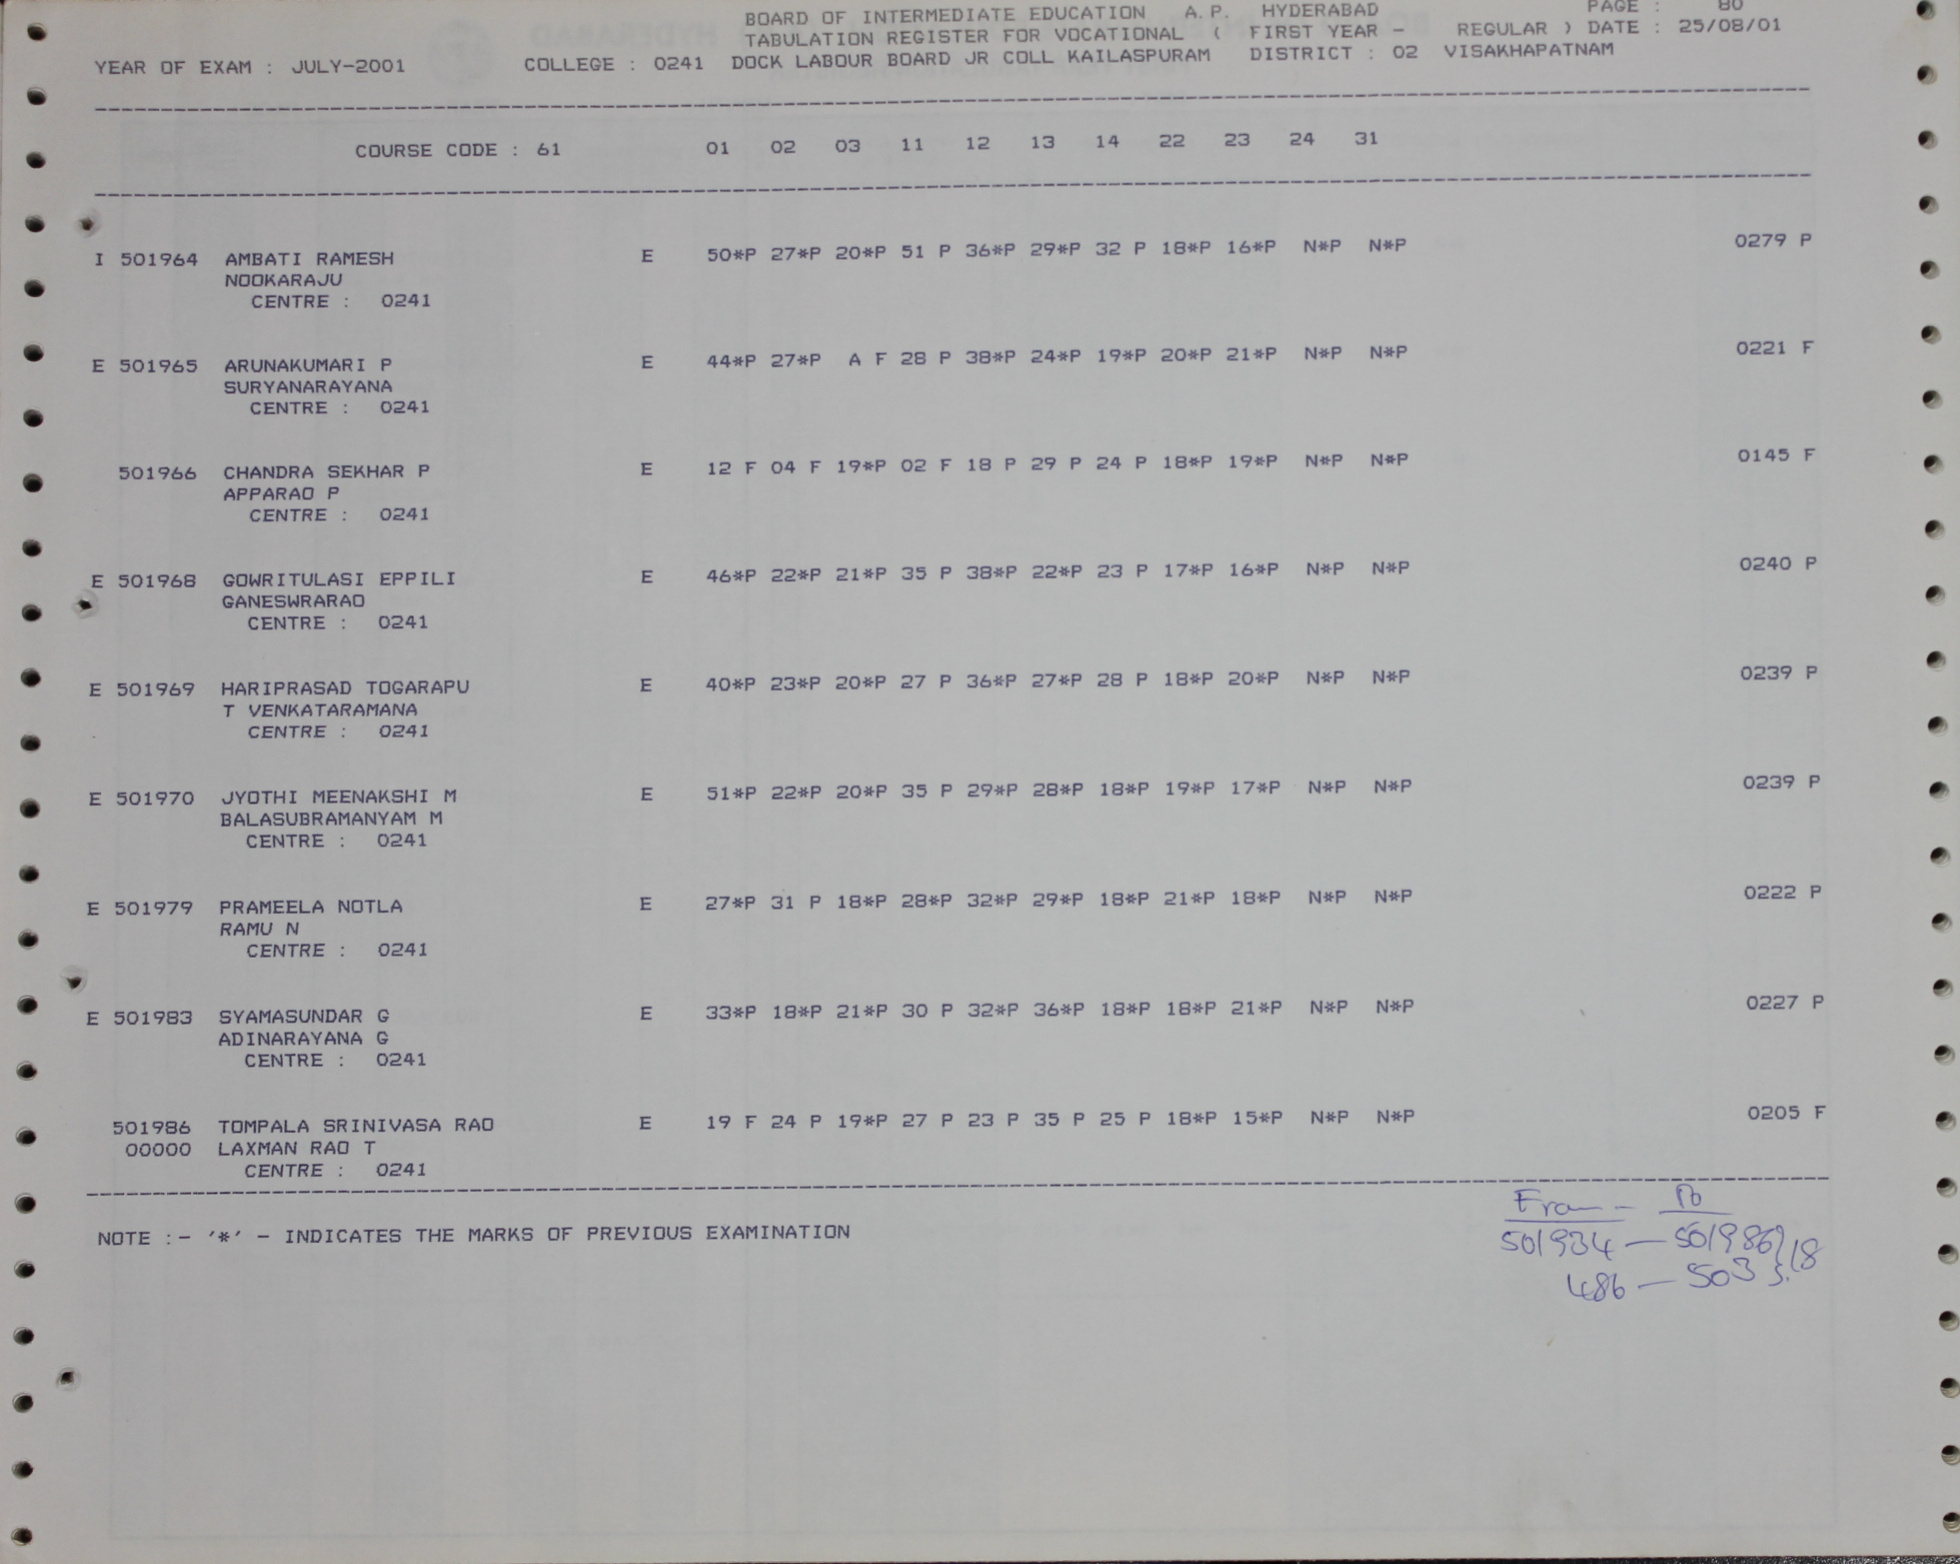 BOARD OF INTERMEDIATE EDUCATION A.P. HYDERABAD PAGE : 80
TABULATION REGISTER FOR VOCATIONAL ( FIRST YEAR - REGULAR ) DATE : 25/08/01
YEAR OF EXAM : JULY-2001 COLLEGE : 0241 DOCK LABOUR BOARD JR COLL KAILASPURAM DISTRICT : 02 VISAKHAPATNAM
COURSE CODE : 61 01 02 03 11 12 13 14 22 23 24 31
I 501964 AMBATI RAMESH E 50*P 27*P 20*P 51 P 36*P 29*P 32 P 18*P 16*P N*P N*P 0279 P
NOOKARAJU
CENTRE : 0241
E 501965 ARUNAKUMARI P E 44*P 27*P A F 28 P 38*P 24*P 19*P 20*P 21*P N*P N*P 0221 F
SURYANARAYANA
CENTRE : 0241
501966 CHANDRA SEKHAR P E 12 F 04 F 19*P 02 F 18 P 29 P 24 P 18*P 19*P N*P N*P 0145 F
APPARAO P
CENTRE : 0241
E 501968 GOWRITULASI EPPILI E 46*P 22*P 21*P 35 P 38*P 22*P 23 P 17*P 16*P N*P N*P 0240 P
GANESWRARAO
CENTRE : 0241
E 501969 HARIPRASAD TOGARAPU E 40*P 23*P 20*P 27 P 36*P 27*P 28 P 18*P 20*P N*P N*P 0239 P
T VENKATARAMANA
CENTRE : 0241
E 501970 JYOTHI MEENAKSHI M E 51*P 22*P 20*P 35 P 29*P 28*P 18*P 19*P 17*P N*P N*P 0239 P
BALASUBRAMANYAM M
CENTRE : 0241
E 501979 PRAMEELA NOTLA E 27*P 31 P 18*P 28*P 32*P 29*P 18*P 21*P 18*P N*P N*P 0222 P
RAMU N
CENTRE : 0241
E 501983 SYAMASUNDAR G E 33*P 18*P 21*P 30 P 32*P 36*P 18*P 18*P 21*P N*P N*P 0227 P
ADINARAYANA G
CENTRE : 0241
501986 TOMPALA SRINIVASA RAO E 19 F 24 P 19*P 27 P 23 P 35 P 25 P 18*P 15*P N*P N*P 0205 F
00000 LAXMAN RAO T
CENTRE : 0241
NOTE :- '*' - INDICATES THE MARKS OF PREVIOUS EXAMINATION
From - To
501934 - 501986 } 18
486 - 503